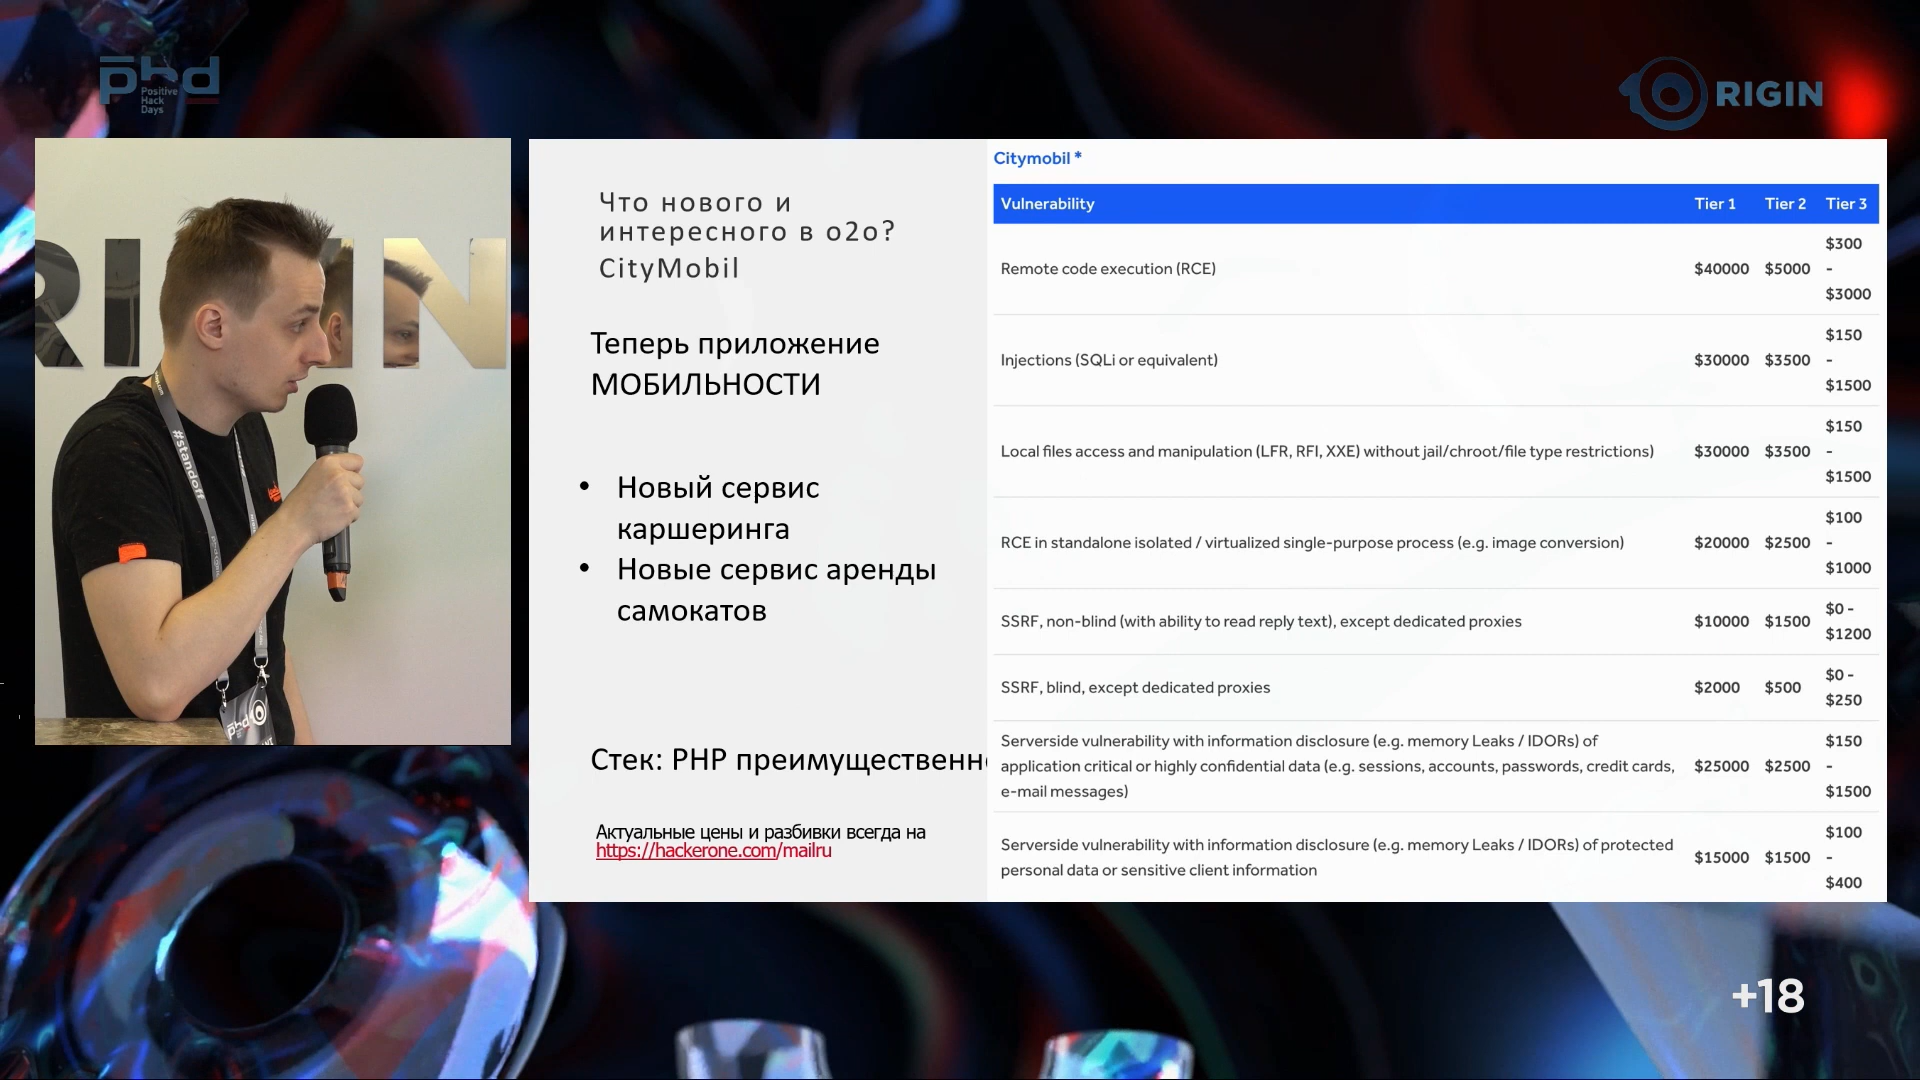 phd
Positive
Hack
Days
RIGIN
RIGIN
#standoff
phd
Что нового и
интересного в o2o?
CityMobil
Теперь приложение
МОБИЛЬНОСТИ
• Новый сервис
каршеринга
• Новые сервис аренды
самокатов
Стек: PHP преимущественно
Актуальные цены и разбивки всегда на
https://hackerone.com/mailru
Citymobil *
Vulnerability Tier 1 Tier 2 Tier 3
Remote code execution (RCE) $40000 $5000 $300
-
$3000
Injections (SQLi or equivalent) $30000 $3500 $150
-
$1500
Local files access and manipulation (LFR, RFI, XXE) without jail/chroot/file type restrictions) $30000 $3500 $150
-
$1500
RCE in standalone isolated / virtualized single-purpose process (e.g. image conversion) $20000 $2500 $100
-
$1000
SSRF, non-blind (with ability to read reply text), except dedicated proxies $10000 $1500 $0 -
$1200
SSRF, blind, except dedicated proxies $2000 $500 $0 -
$250
Serverside vulnerability with information disclosure (e.g. memory Leaks / IDORs) of
application critical or highly confidential data (e.g. sessions, accounts, passwords, credit cards,
e-mail messages) $25000 $2500 $150
-
$1500
Serverside vulnerability with information disclosure (e.g. memory Leaks / IDORs) of protected
personal data or sensitive client information $15000 $1500 $100
-
$400
+18